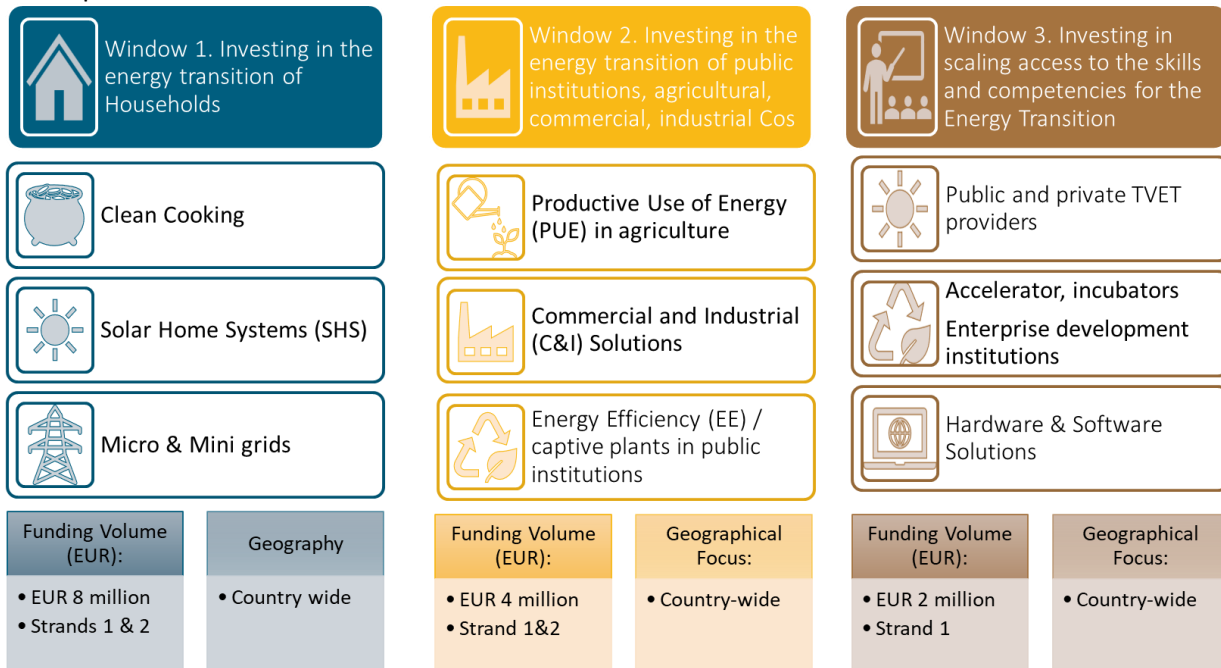 Window 1. Investing in the
energy transition of
Households
Clean Cooking
Solar Home Systems (SHS)
Micro & Mini grids
Funding Volume
(EUR):
• EUR 8 million
• Strands 1 & 2
Geography
• Country wide
Window 2. Investing in the
energy transition of public
institutions, agricultural,
commercial, industrial Cos
Productive Use of Energy
(PUE) in agriculture
Commercial and Industrial
(C&I) Solutions
Energy Efficiency (EE) /
captive plants in public
institutions
Funding Volume
(EUR):
• EUR 4 million
• Strand 1&2
Geographical
Focus:
• Country-wide
Window 3. Investing in
scaling access to the skills
and competencies for the
Energy Transition
Public and private TVET
providers
Accelerator, incubators
Enterprise development
institutions
Hardware & Software
Solutions
Funding Volume
(EUR):
• EUR 2 million
• Strand 1
Geographical
Focus:
• Country-wide